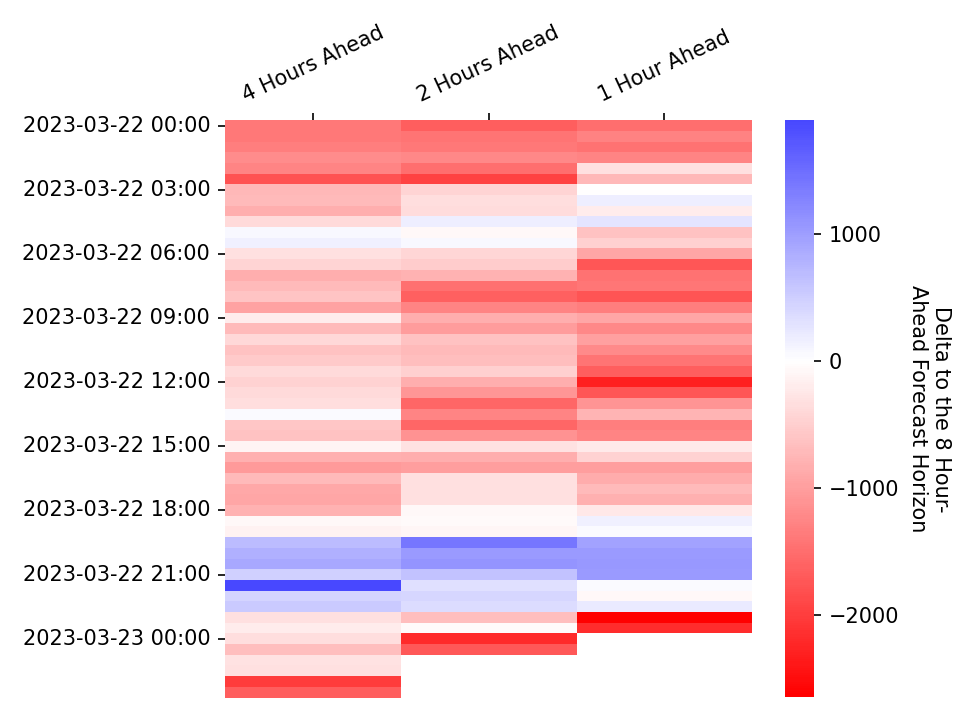 4 Hours Ahead
2 Hours Ahead
1 Hour Ahead
2023-03-22 00:00
2023-03-22 03:00
2023-03-22 06:00
2023-03-22 09:00
2023-03-22 12:00
2023-03-22 15:00
2023-03-22 18:00
2023-03-22 21:00
2023-03-23 00:00
1000
0
−1000
−2000
Delta to the 8 Hour-
Ahead Forecast Horizon